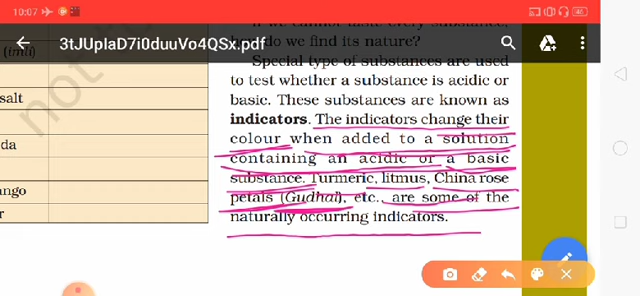 10:07
46
3tJUplaD7i0duuVo4QSx.pdf
If we cannot taste every substance,
how do we find its nature?
(imli)
Special type of substances are used
to test whether a substance is acidic or
salt
basic. These substances are known as
indicators. The indicators change their
da
colour when added to a solution
containing an acidic or a basic
substance. Turmeric, litmus, China rose
ango
petals (Gudhal), etc., are some of the
r
naturally occurring indicators.